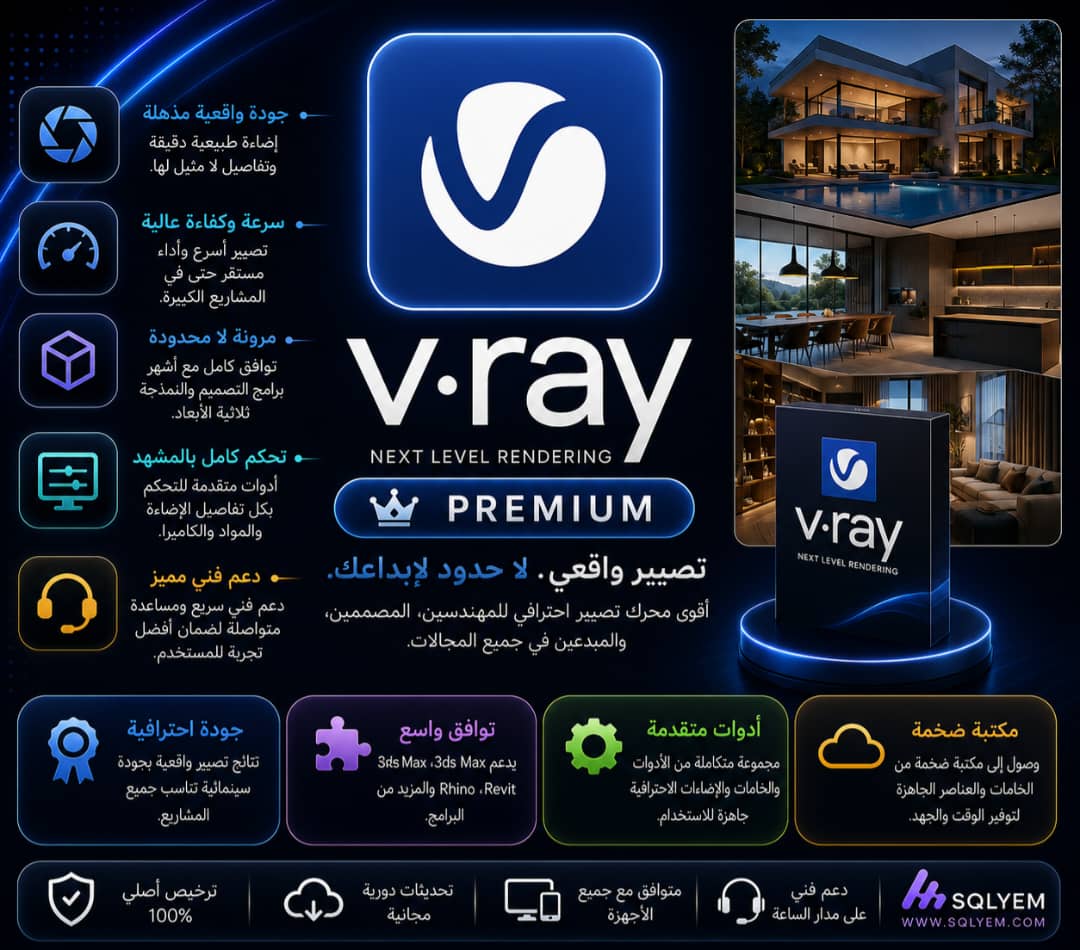 جودة واقعية مذهلة
إضاءة طبيعية دقيقة
وتفاصيل لا مثيل لها.
سرعة وكفاءة عالية
تصيير أسرع وأداء
مستقر حتى في
المشاريع الكبيرة.
مرونة لا محدودة
توافق كامل مع أشهر
برامج التصميم والنمذجة
ثلاثية الأبعاد.
تحكم كامل بالمشهد
أدوات متقدمة للتحكم
بكل تفاصيل الإضاءة
والمواد والكاميرا.
دعم فني مميز
دعم فني سريع ومساعدة
متواصلة لضمان أفضل
تجربة للمستخدم.
v·ray
NEXT LEVEL RENDERING
PREMIUM
تصيير واقعي. لا حدود لإبداعك.
أقوى محرك تصيير احترافي للمهندسين، المصممين،
والمبدعين في جميع المجالات.
v·ray
NEXT LEVEL RENDERING
مكتبة ضخمة
وصول إلى مكتبة ضخمة من
الخامات والعناصر الجاهزة
لتوفير الوقت والجهد.
أدوات متقدمة
مجموعة متكاملة من الأدوات
والخامات والإضاءات الاحترافية
جاهزة للاستخدام.
توافق واسع
يدعم 3ds Max، 3ds Max
Revit، Rhino والمزيد من
البرامج.
جودة احترافية
نتائج تصيير واقعية بجودة
سينمائية تناسب جميع
المشاريع.
SQLYEM
WWW.SQLYEM.COM
دعم فني
على مدار الساعة
متوافق مع جميع
الأجهزة
تحديثات دورية
مجانية
ترخيص أصلي
100%